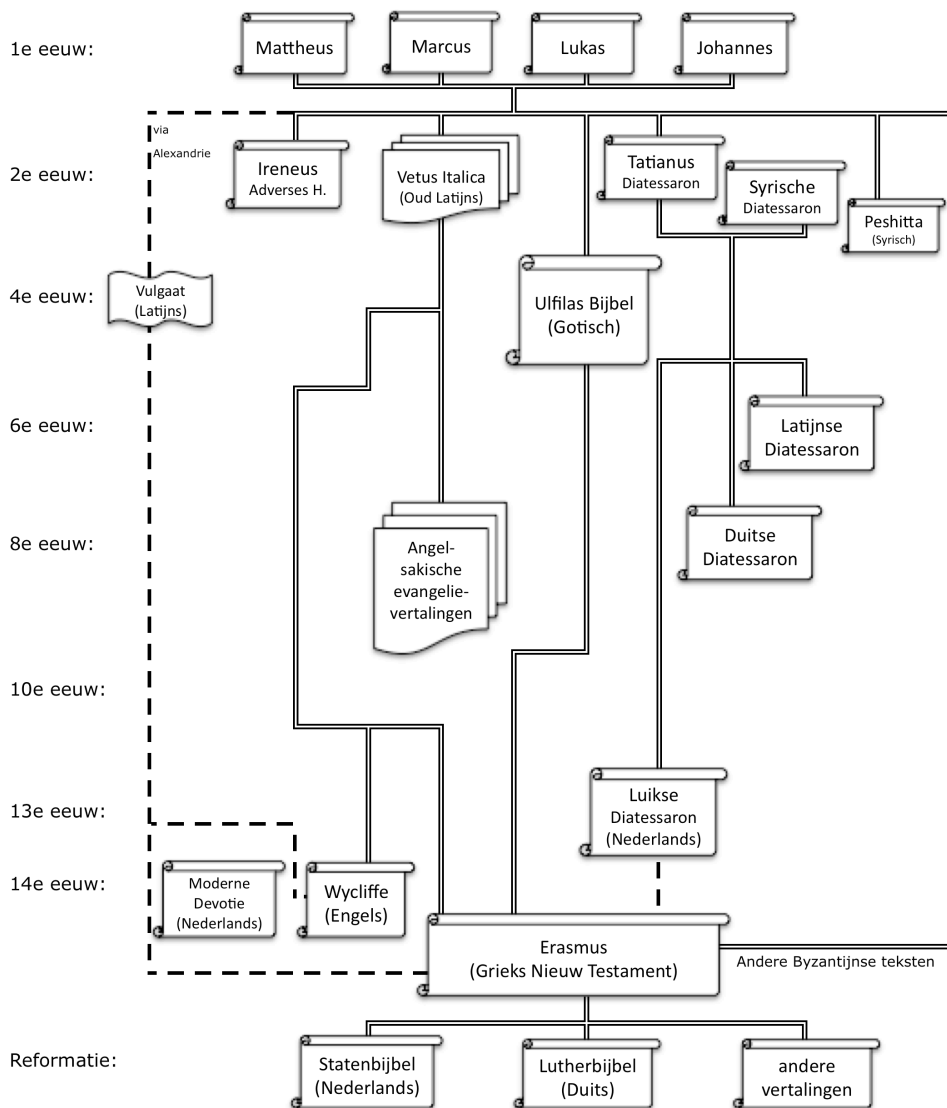 1e eeuw:
Mattheus
Marcus
Lukas
Johannes
via
Alexandrie
2e eeuw:
Ireneus
Adverses H.
Vetus Italica
(Oud Latijns)
Tatianus
Diatessaron
Syrische
Diatessaron
Peshitta
(Syrisch)
4e eeuw:
Vulgaat
(Latijns)
Ulfilas Bijbel
(Gotisch)
6e eeuw:
Latijnse
Diatessaron
8e eeuw:
Angel-
sakische
evangelie-
vertalingen
Duitse
Diatessaron
10e eeuw:
13e eeuw:
Luikse
Diatessaron
(Nederlands)
14e eeuw:
Moderne
Devotie
(Nederlands)
Wycliffe
(Engels)
Erasmus
(Grieks Nieuw Testament)
Andere Byzantijnse teksten
Reformatie:
Statenbijbel
(Nederlands)
Lutherbijbel
(Duits)
andere
vertalingen